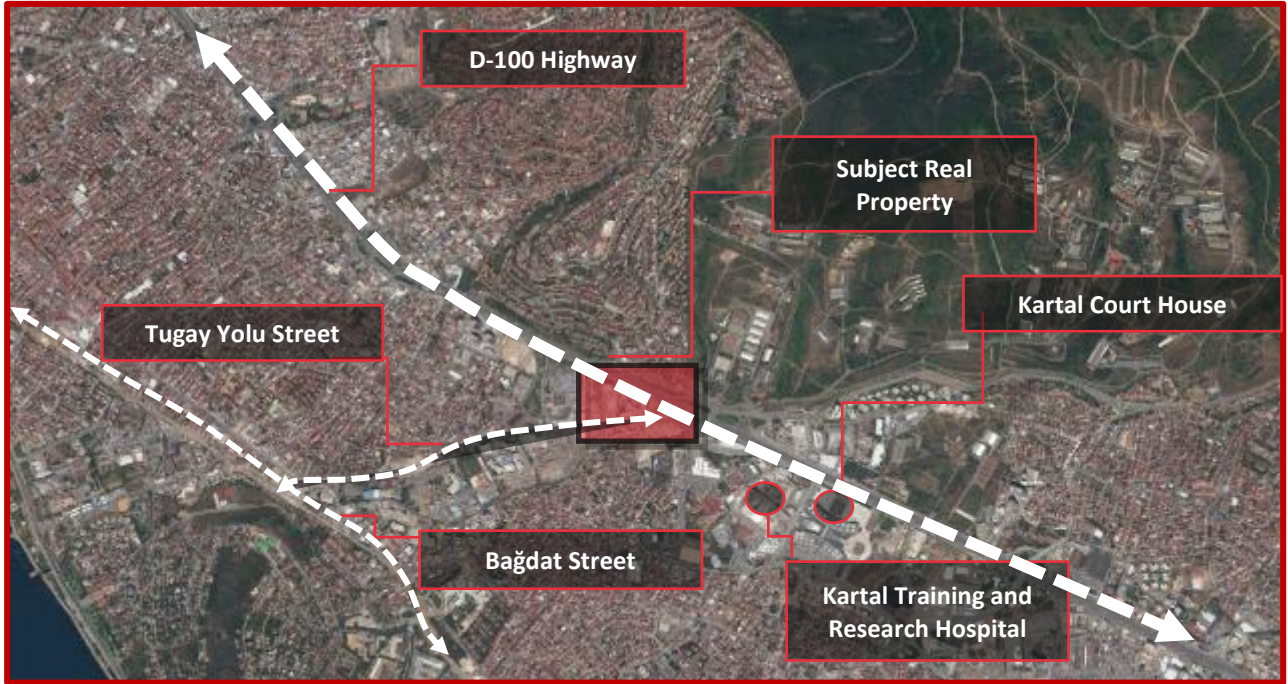 D-100 Highway
Subject Real
Property
Kartal Court House
Tugay Yolu Street
Bağdat Street
Kartal Training and
Research Hospital